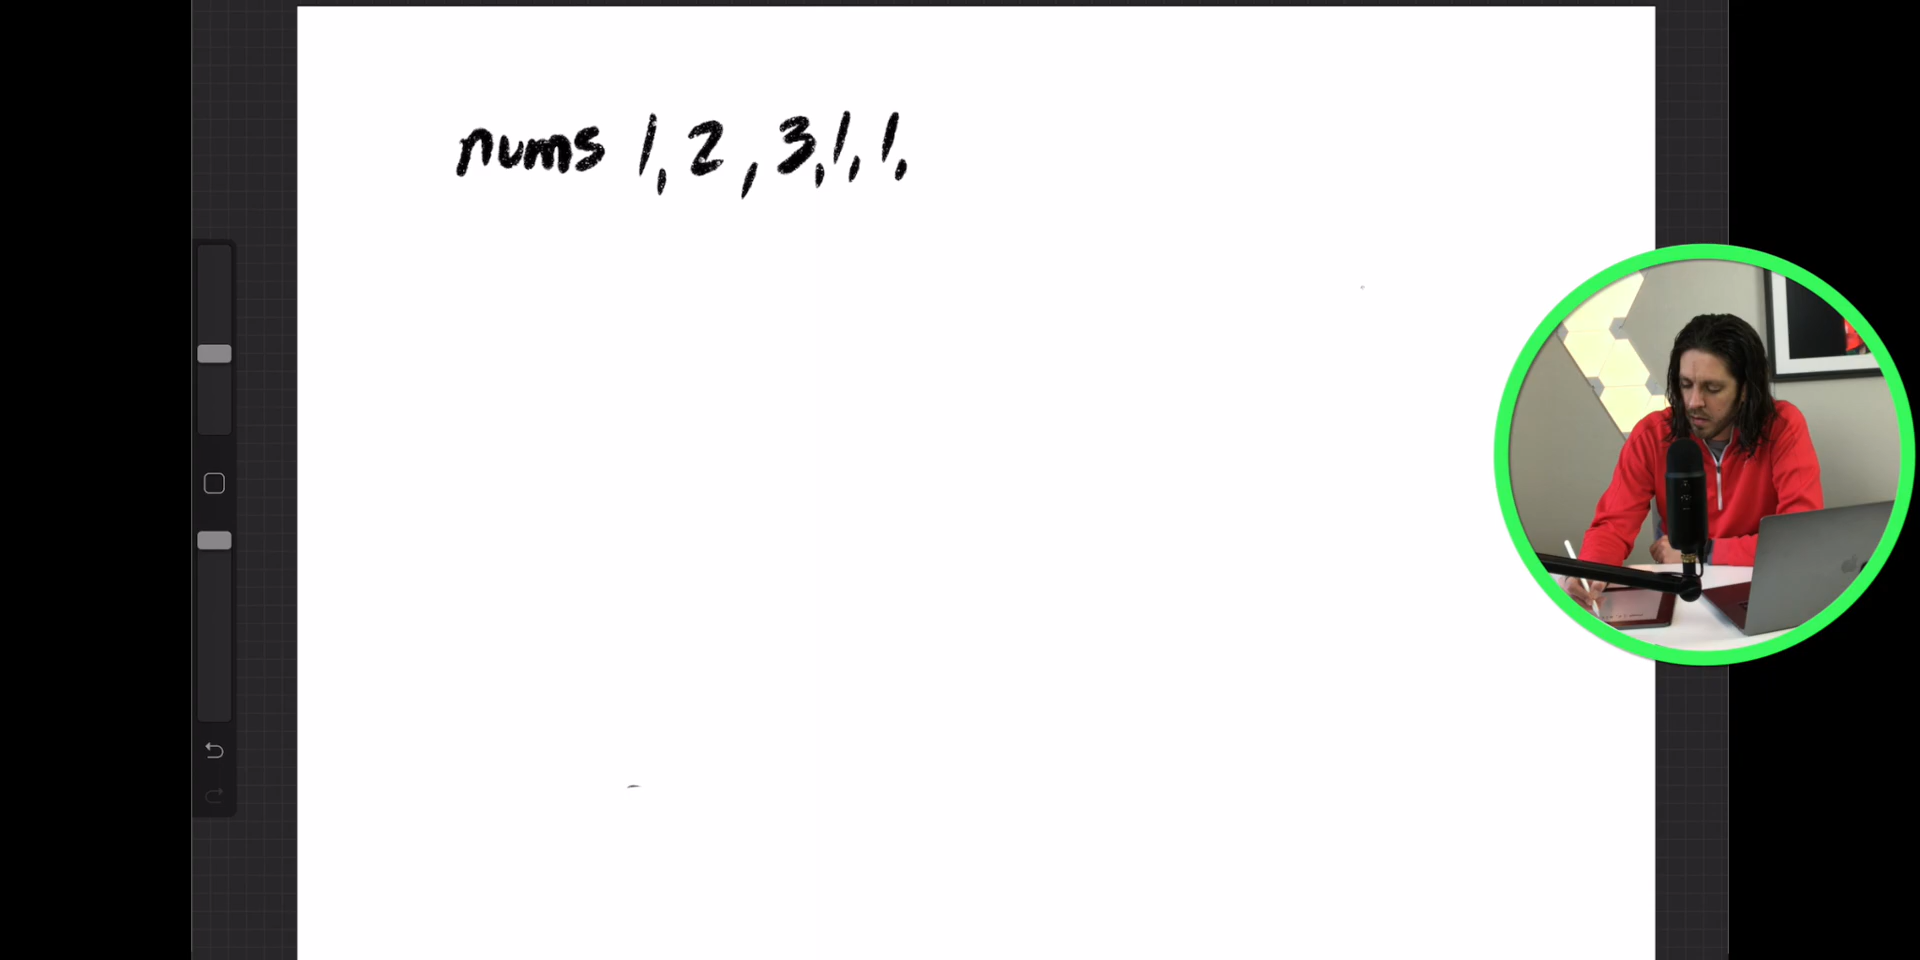 nums 1, 2, 3, 1, 1,